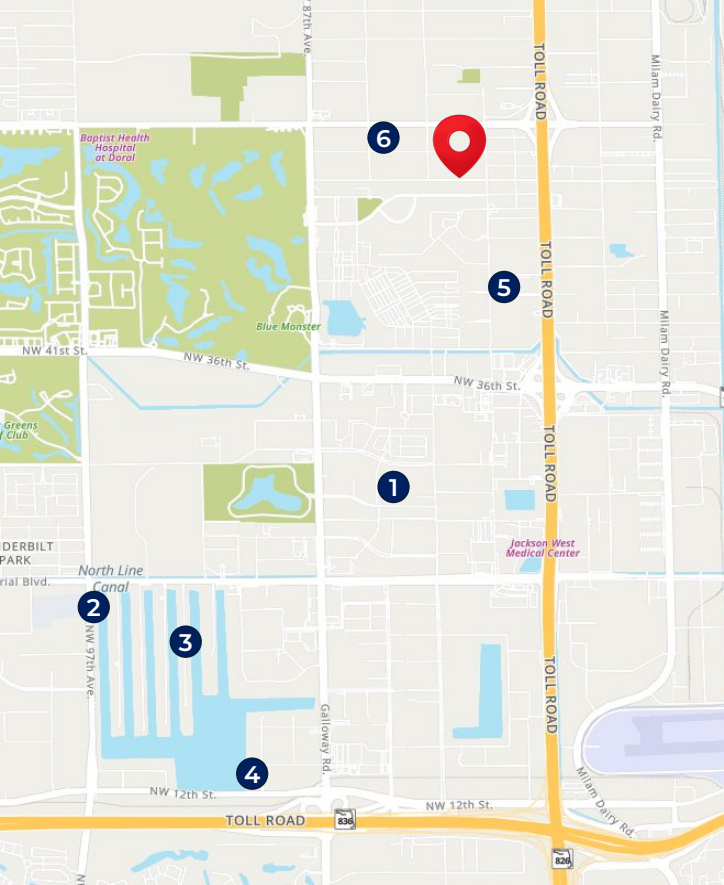 87th Ave.
TOLL ROAD
Milam Dairy Rd.
6
Baptist Health
Hospital
at Doral
5
TOLL ROAD
Blue Monster
Milam Dairy Rd.
NW 41st St.
NW 36th St.
NW 36th St.
Greens
Club
TOLL ROAD
1
Jackson West
Medical Center
DERBILT
PARK
North Line
Canal
rial Blvd.
2
3
NW 97th Ave.
TOLL ROAD
Galloway Rd.
4
NW 12th St.
NW 12th St.
Milam Dairy Rd.
TOLL ROAD
836
826